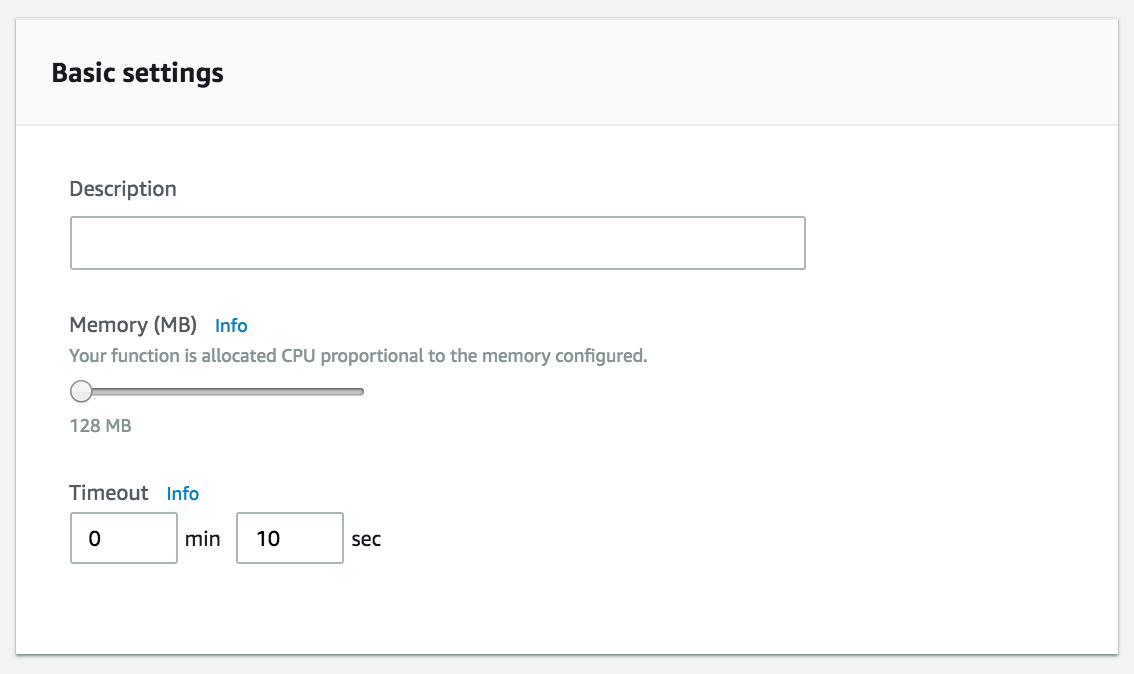 Basic settings
Description
Memory (MB) Info
Your function is allocated CPU proportional to the memory configured.
128 MB
Timeout Info
0 min 10 sec